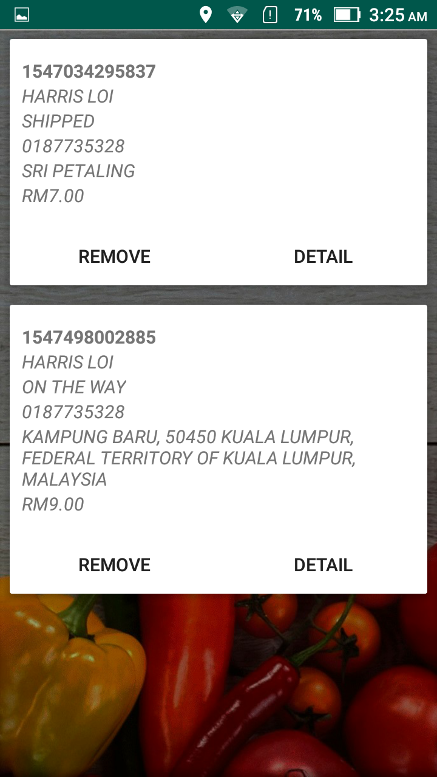 71% 3:25 AM
1547034295837
HARRIS LOI
SHIPPED
0187735328
SRI PETALING
RM7.00
REMOVE DETAIL
1547498002885
HARRIS LOI
ON THE WAY
0187735328
KAMPUNG BARU, 50450 KUALA LUMPUR,
FEDERAL TERRITORY OF KUALA LUMPUR,
MALAYSIA
RM9.00
REMOVE DETAIL